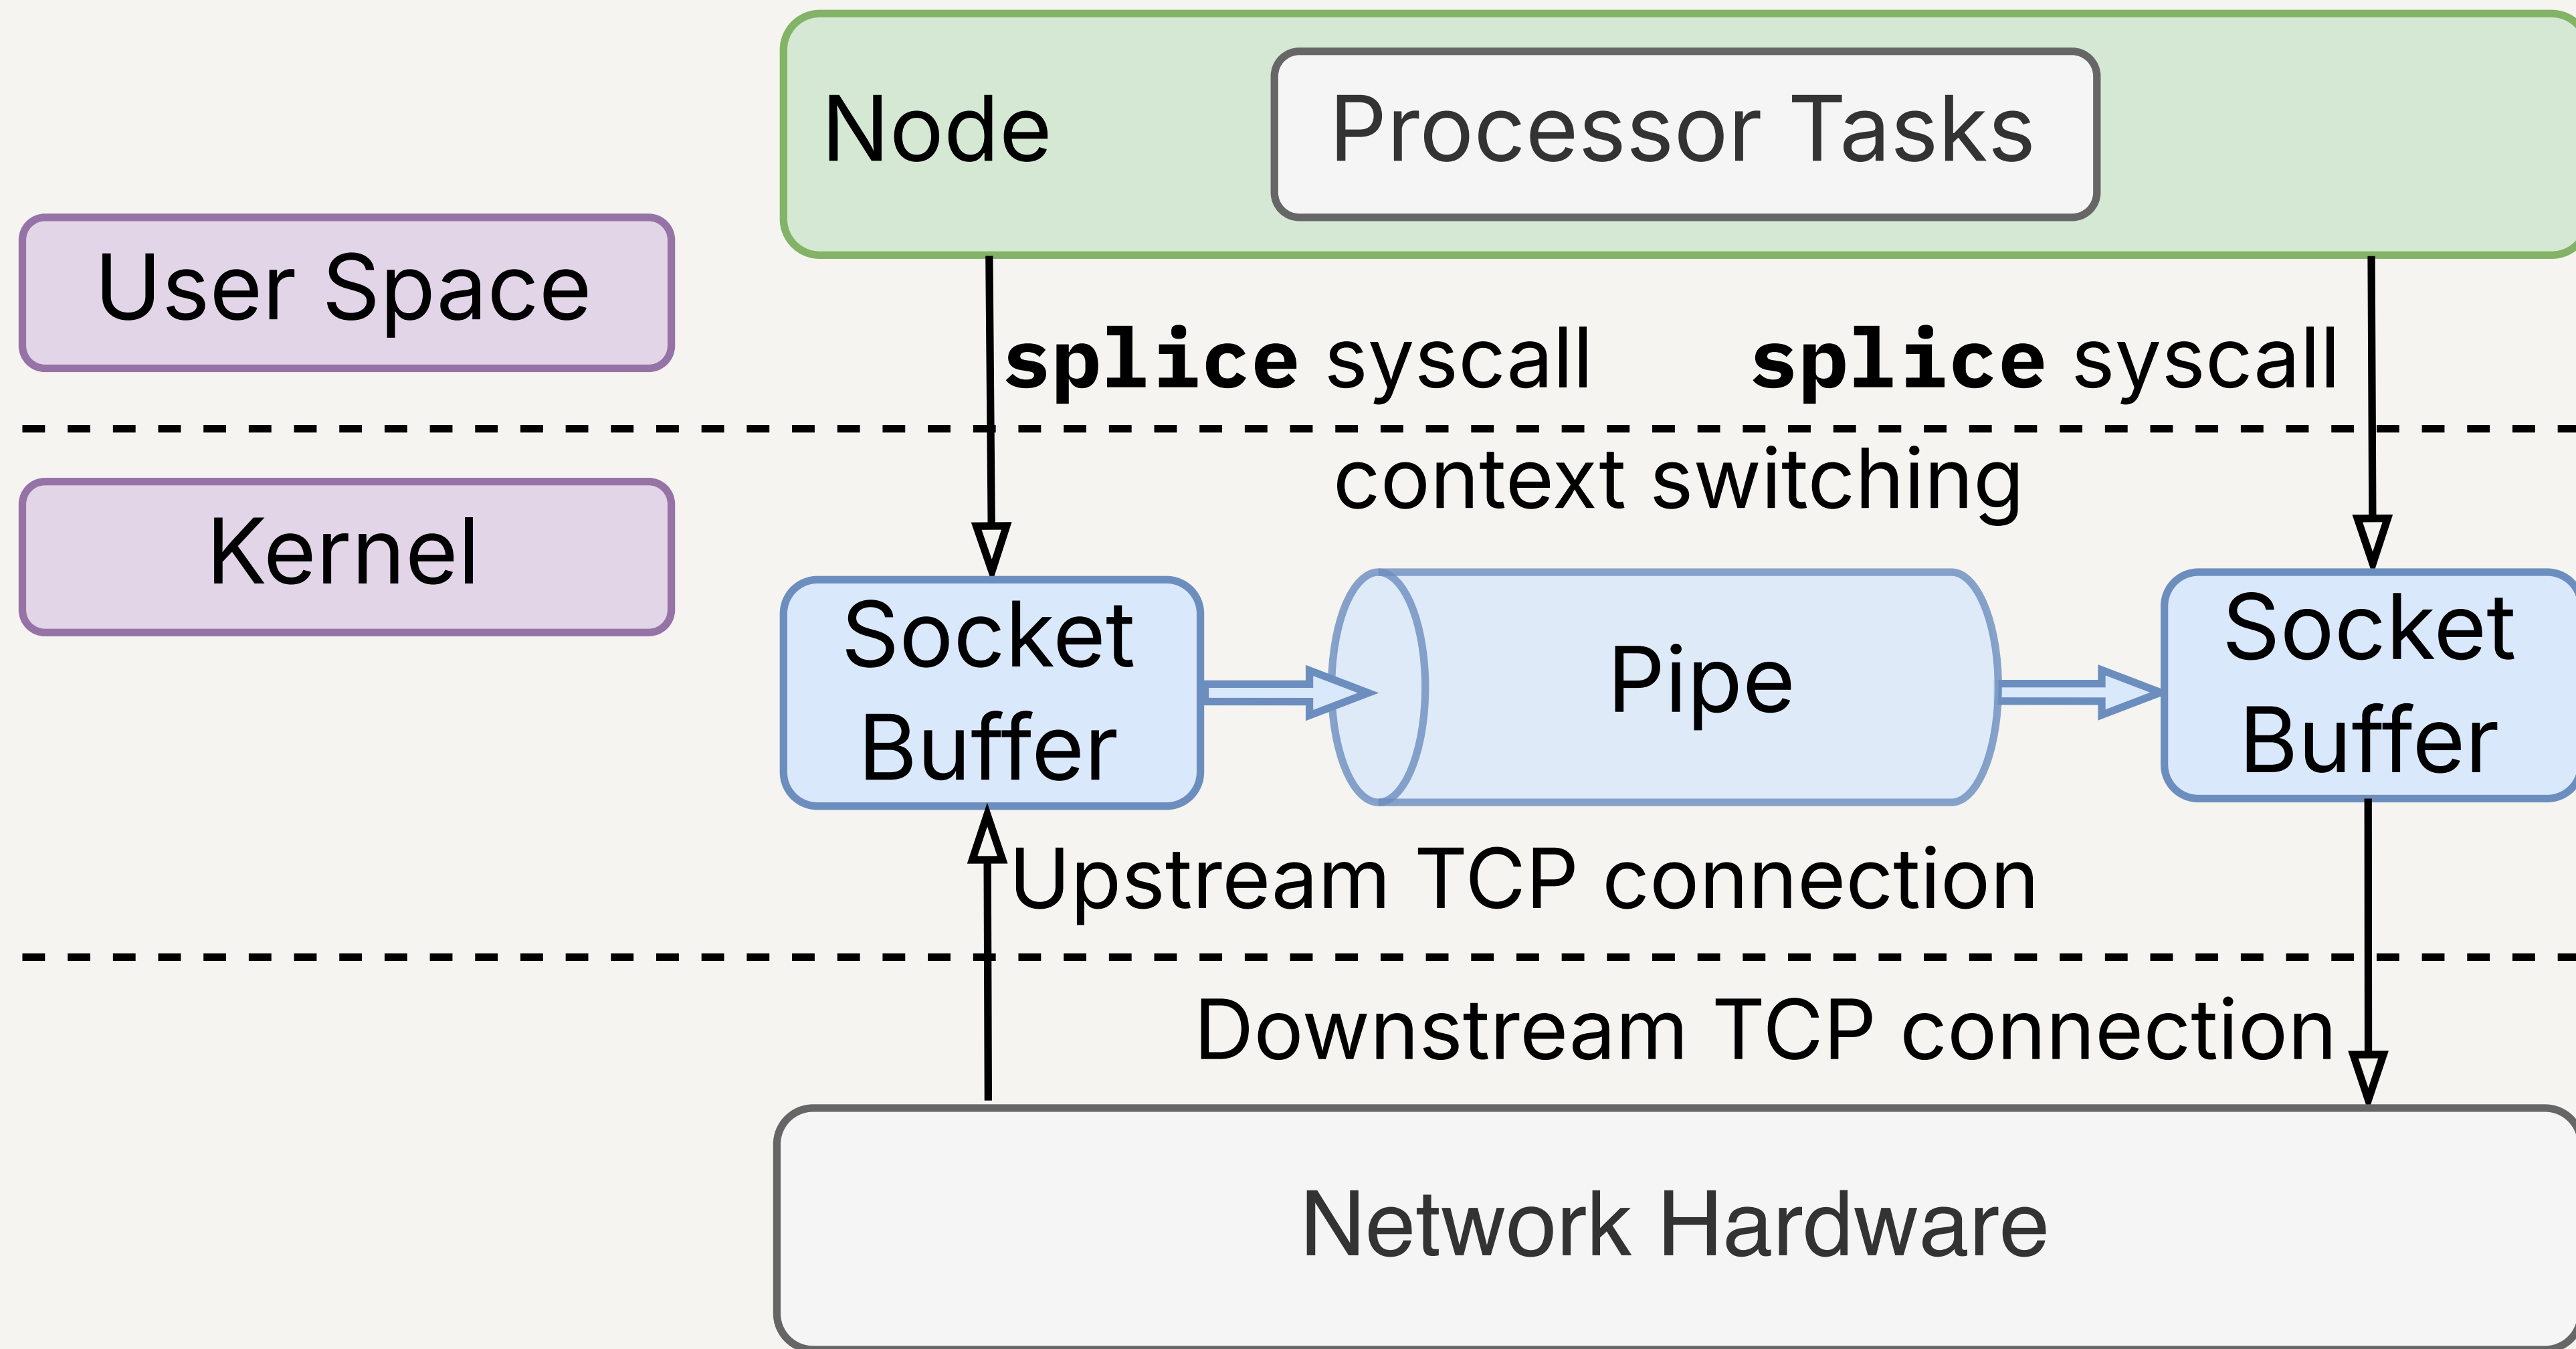 Node
Processor Tasks
User Space
splice syscall
splice syscall
context switching
Kernel
Socket
Buffer
Pipe
Socket
Buffer
Upstream TCP connection
Downstream TCP connection
Network Hardware